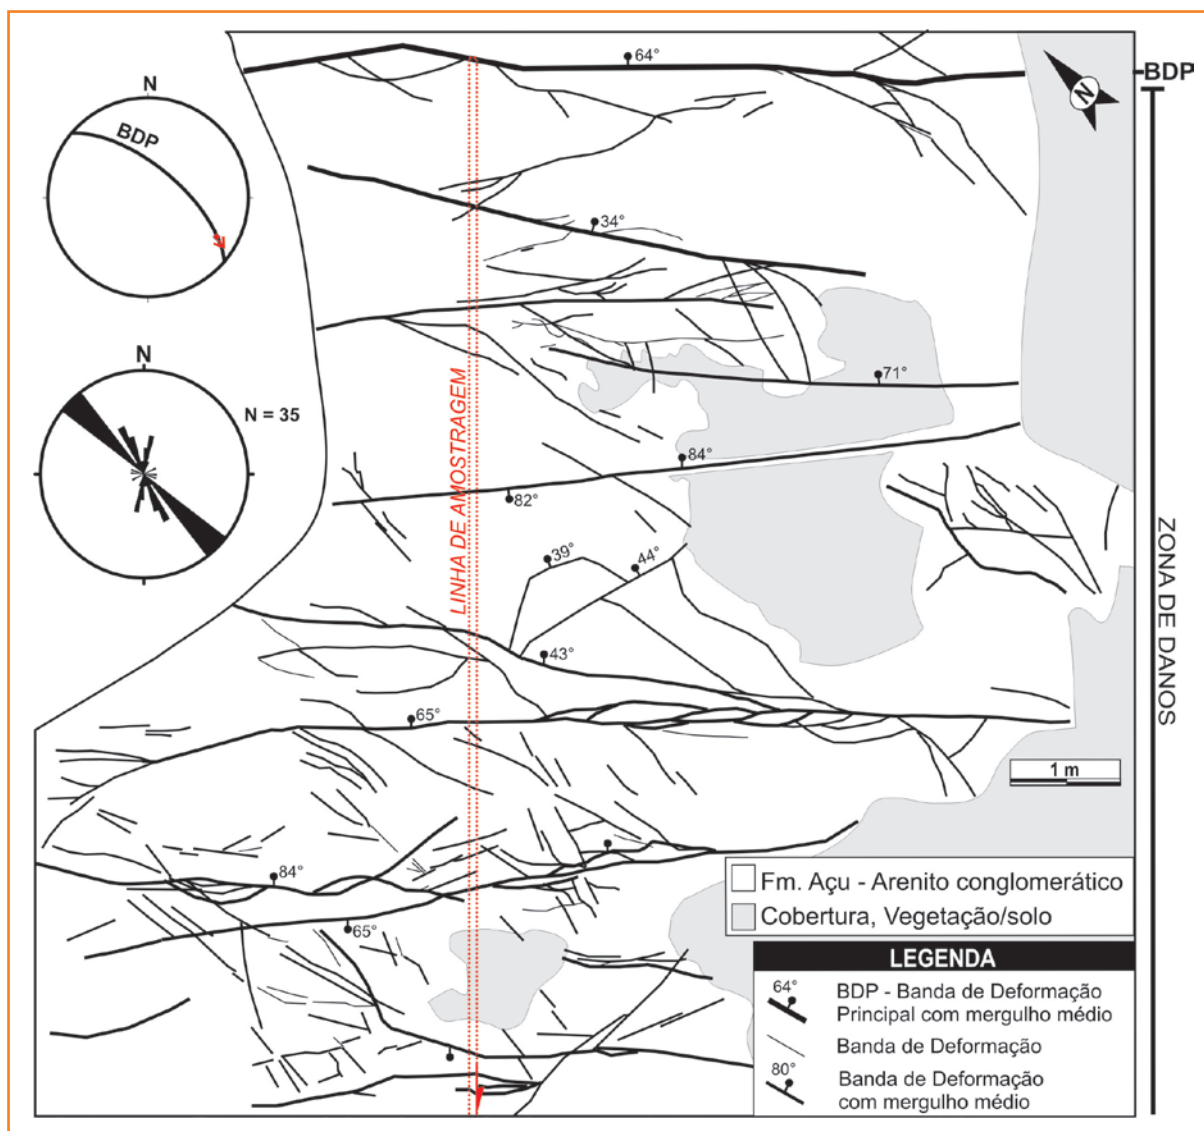 64°
BDP
N
N
BDP
34°
N
N = 35
71°
LINHA DE AMOSTRAGEM
84°
82°
ZONA DE DANOS
39°
44°
43°
65°
1 m
84°
Fm. Açu - Arenito conglomerático
Cobertura, Vegetação/solo
65°
LEGENDA
64°
BDP - Banda de Deformação
Principal com mergulho médio
Banda de Deformação
80°
Banda de Deformação
com mergulho médio